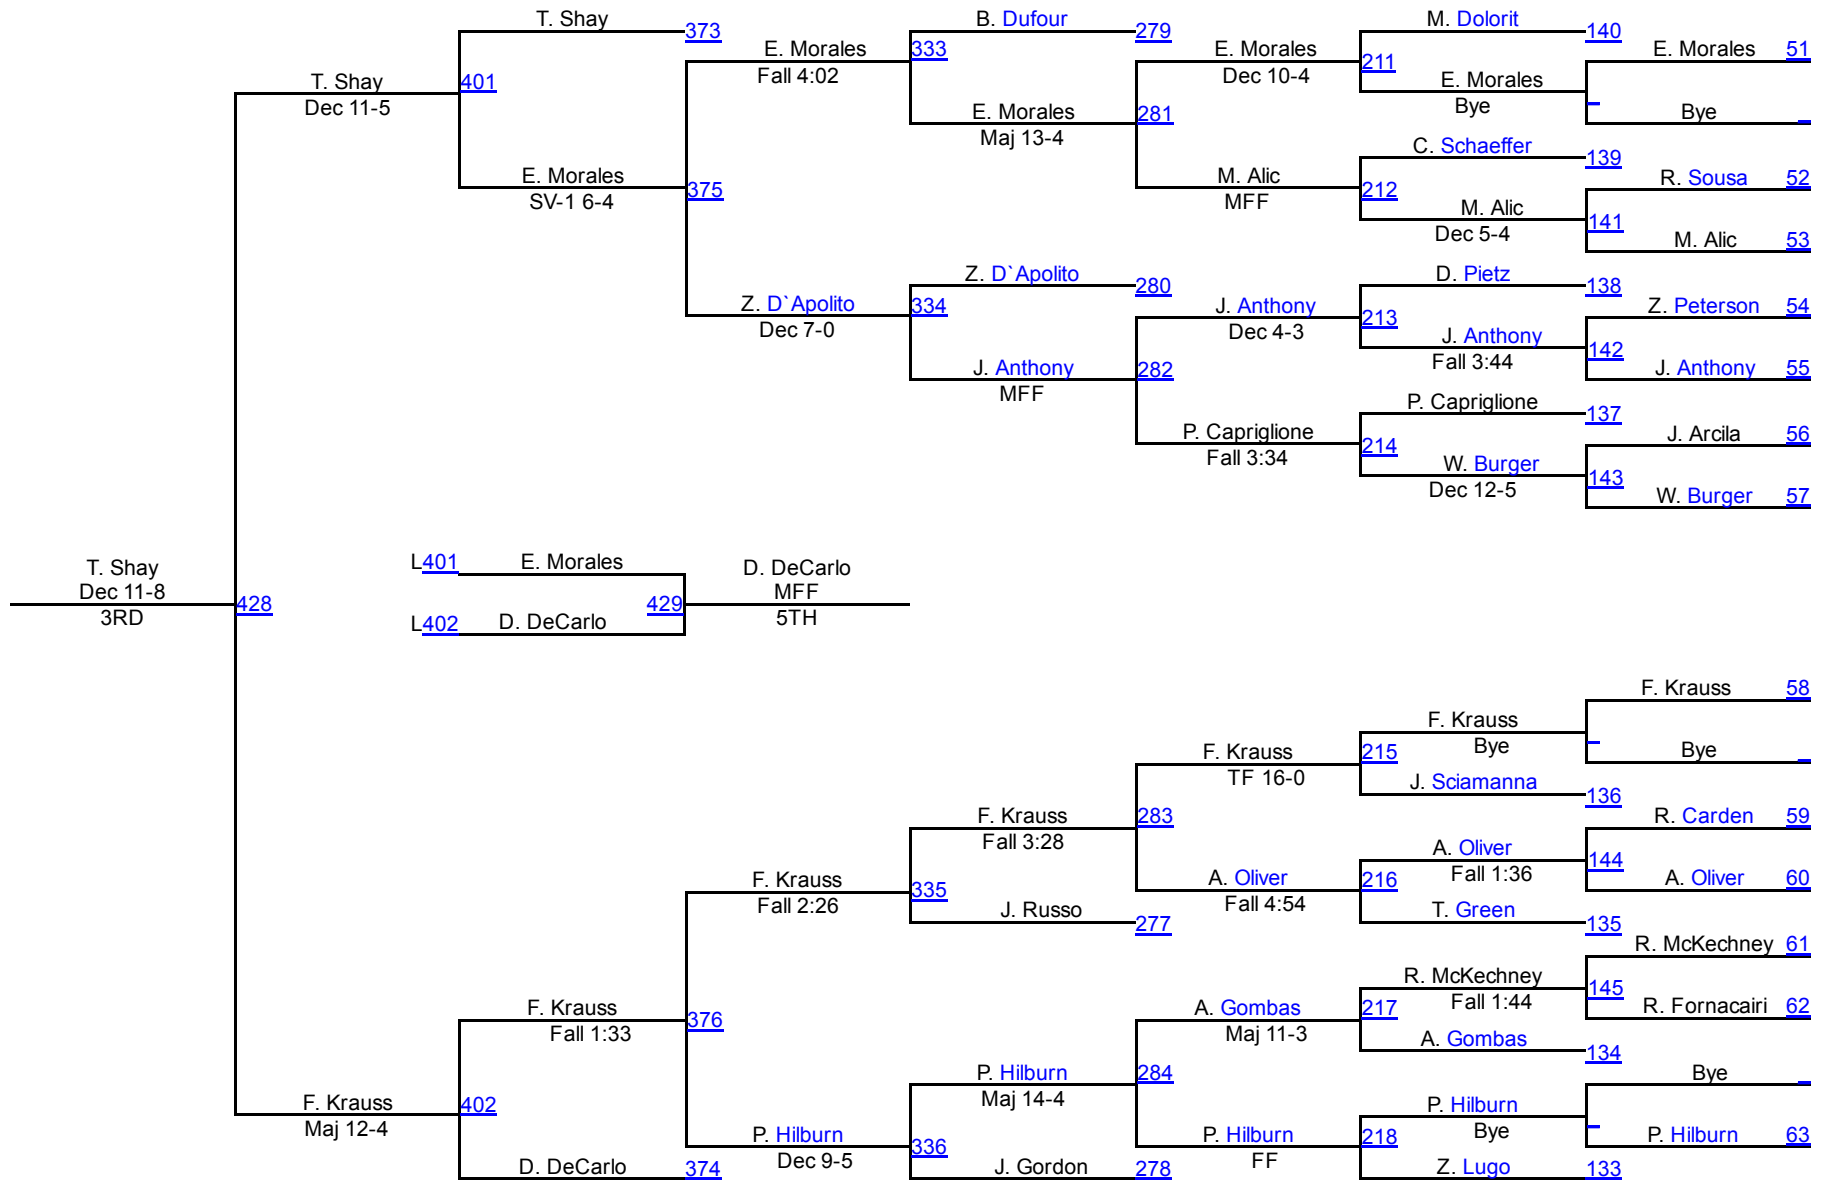 T. Shay
373
B. Dufour
279
M. Dolorit
140
E. Morales
333
E. Morales
E. Morales 51
Fall 4:02
Dec 10-4
211
T. Shay
401
E. Morales
Dec 11-5
Bye
E. Morales
281
Bye
Maj 13-4
C. Schaeffer
139
E. Morales
M. Alic
R. Sousa 52
SV-1 6-4
375
MFF
212
M. Alic
141
Dec 5-4
M. Alic 53
Z. D`Apolito
280
D. Pietz
138
Z. D`Apolito
334
J. Anthony
Z. Peterson 54
Dec 7-0
Dec 4-3
213
J. Anthony
142
Fall 3:44
J. Anthony
282
J. Anthony 55
MFF
P. Capriglione
137
P. Capriglione
J. Arcila 56
Fall 3:34
214
W. Burger
143
Dec 12-5
W. Burger 57
T. Shay
L401
E. Morales
D. DeCarlo
Dec 11-8
MFF
3RD
428
429
5TH
L402
D. DeCarlo
F. Krauss 58
F. Krauss
Bye
F. Krauss
215
Bye
TF 16-0
J. Sciamanna
136
F. Krauss
283
R. Carden 59
Fall 3:28
A. Oliver
144
Fall 1:36
F. Krauss
335
A. Oliver
216
A. Oliver 60
Fall 2:26
Fall 4:54
J. Russo
277
T. Green
135
R. McKechney 61
R. McKechney
145
Fall 1:44
F. Krauss
376
A. Gombas
217
R. Fornacairi 62
Fall 1:33
Maj 11-3
A. Gombas
134
P. Hilburn
284
Bye
Maj 14-4
F. Krauss
402
P. Hilburn
Maj 12-4
Bye
P. Hilburn
336
P. Hilburn
218
P. Hilburn 63
Dec 9-5
FF
D. DeCarlo
374
J. Gordon
278
Z. Lugo
133